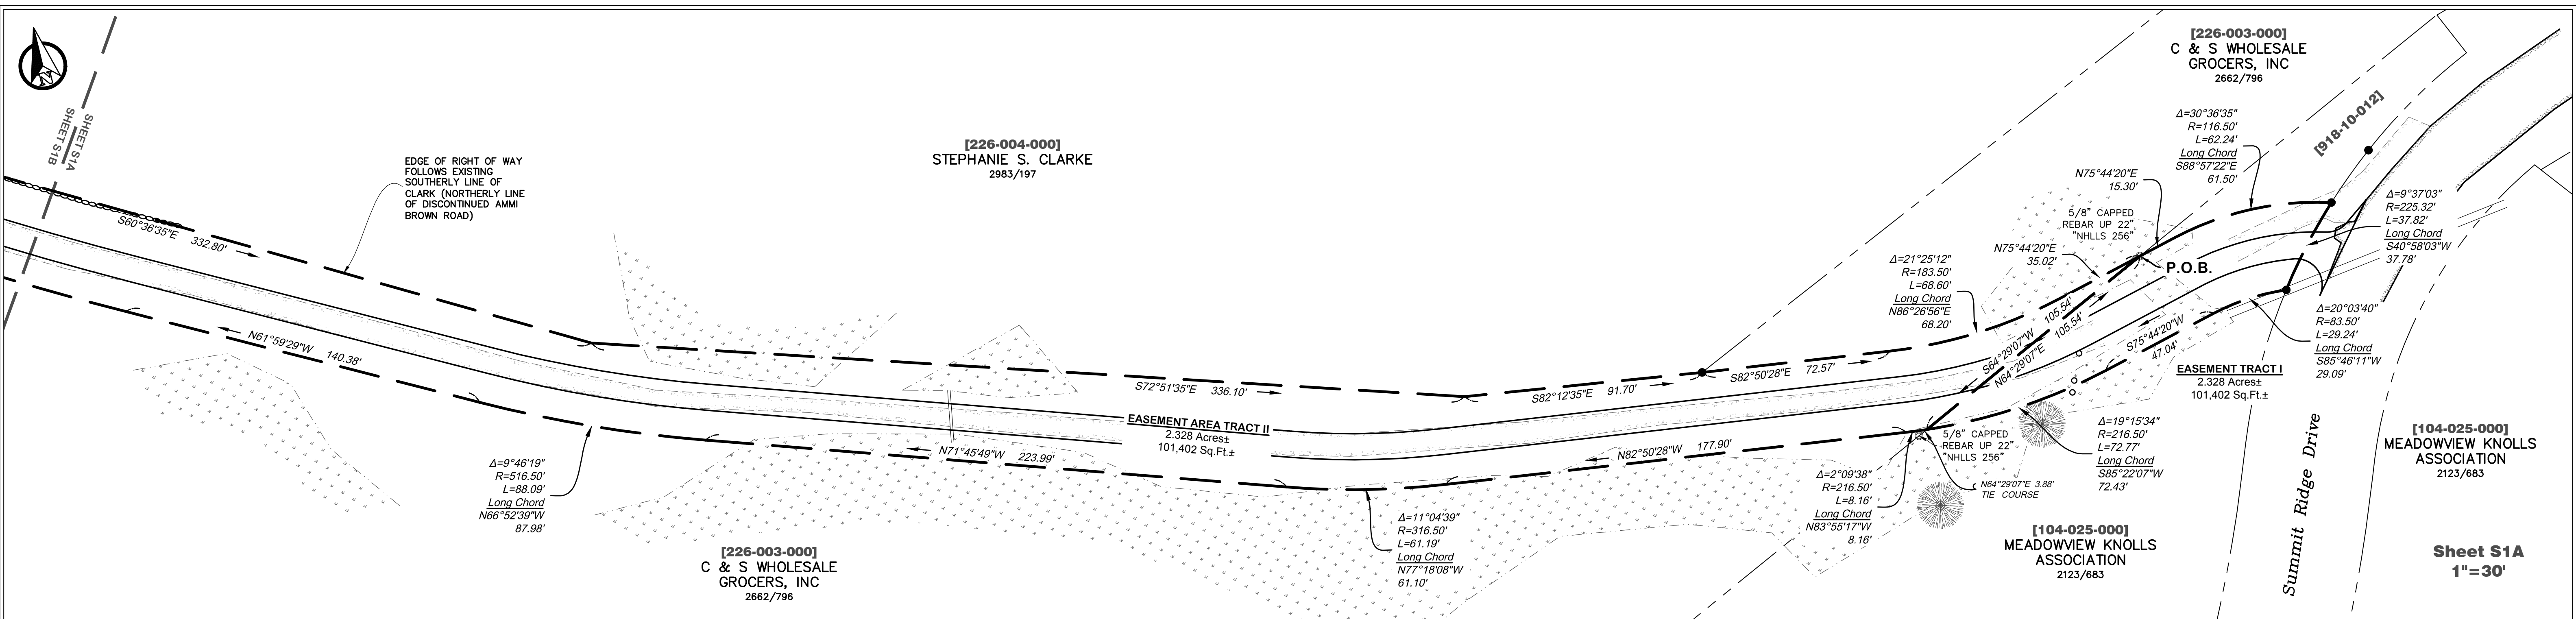 N
SHEET S1A
SHEET S1B
S60°36'35"E 332.80'
EDGE OF RIGHT OF WAY
FOLLOWS EXISTING
SOUTHERLY LINE OF
CLARK (NORTHERLY LINE
OF DISCONTINUED AMMI
BROWN ROAD)
N61°59'29"W 140.38'
Δ=9°46'19"
R=516.50'
L=88.09'
Long Chord
N66°52'39"W
87.98'
[226-003-000]
C & S WHOLESALE
GROCERS, INC
2662/796
[226-004-000]
STEPHANIE S. CLARKE
2983/197
S72°51'35"E 336.10'
EASEMENT AREA TRACT II
2.328 Acres±
101,402 Sq.Ft.±
N71°45'49"W 223.99'
Δ=11°04'39"
R=316.50'
L=61.19'
Long Chord
N77°18'08"W
61.10'
S82°12'35"E 91.70'
S82°50'28"E 72.57'
N82°50'28"W 177.90'
Δ=21°25'12"
R=183.50'
L=68.60'
Long Chord
N86°26'56"E
68.20'
N75°44'20"E
35.02'
5/8" CAPPED
REBAR UP 22"
"NHLLS 256"
N75°44'20"E
15.30'
P.O.B.
[226-003-000]
C & S WHOLESALE
GROCERS, INC
2662/796
Δ=30°36'35"
R=116.50'
L=62.24'
Long Chord
S88°57'22"E
61.50'
[918-10-012]
Δ=9°37'03"
R=225.32'
L=37.82'
Long Chord
S40°58'03"W
37.78'
Δ=20°03'40"
R=83.50'
L=29.24'
Long Chord
S85°46'11"W
29.09'
S64°29'07"W 105.54'
N64°29'07"E 105.54'
S75°44'20"W
47.04'
EASEMENT TRACT I
2.328 Acres±
101,402 Sq.Ft.±
Δ=19°15'34"
R=216.50'
L=72.77'
Long Chord
S85°22'07"W
72.43'
5/8" CAPPED
REBAR UP 22"
"NHLLS 256"
N64°29'07"E 3.88'
TIE COURSE
Δ=2°09'38"
R=216.50'
L=8.16'
Long Chord
N83°55'17"W
8.16'
[104-025-000]
MEADOWVIEW KNOLLS
ASSOCIATION
2123/683
Summit Ridge Drive
[104-025-000]
MEADOWVIEW KNOLLS
ASSOCIATION
2123/683
Sheet S1A
1"=30'